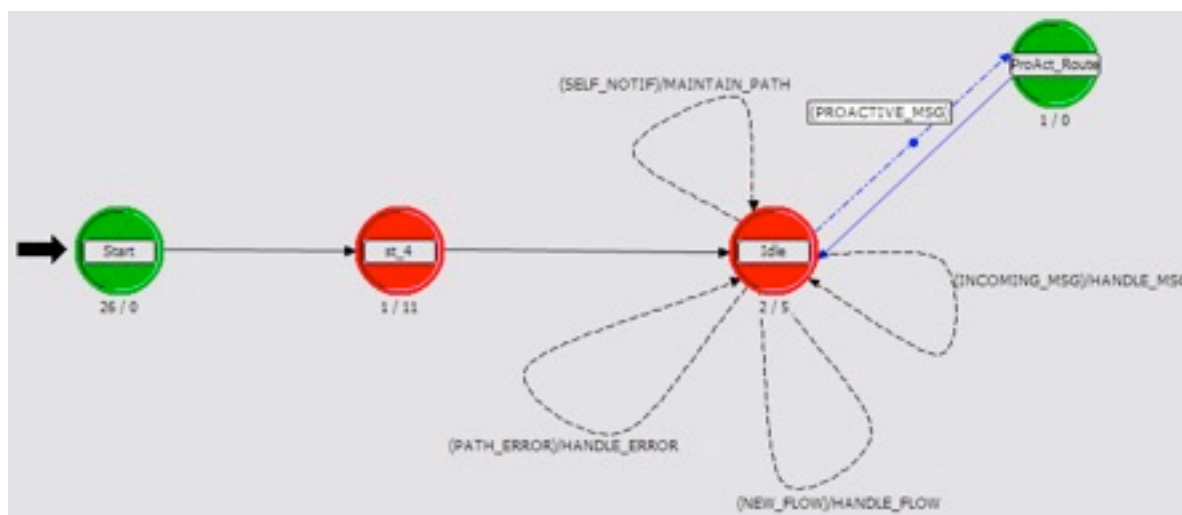 ProAct_Route
1 / 0
(SELF_NOTIF)/MAINTAIN_PATH
(PROACTIVE_MSG)
Start
26 / 0
st_4
1 / 11
Idle
2 / 5
(INCOMING_MSG)/HANDLE_MSG
(PATH_ERROR)/HANDLE_ERROR
(NEW_FLOW)/HANDLE_FLOW